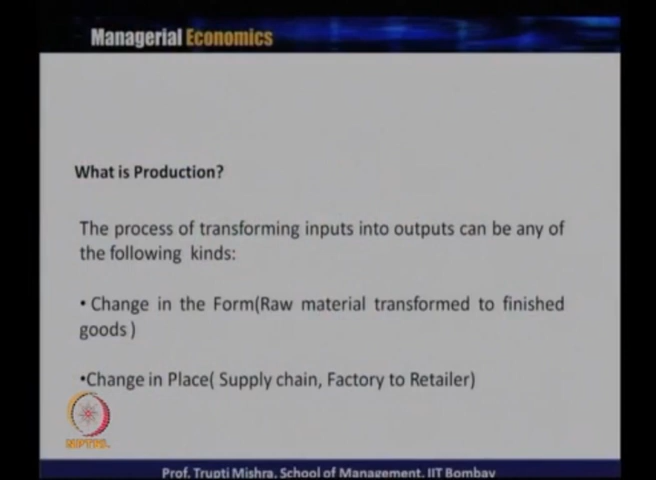 Managerial Economics
What is Production?
The process of transforming inputs into outputs can be any of
the following kinds:
• Change in the Form(Raw material transformed to finished
goods )
•Change in Place( Supply chain, Factory to Retailer)
NPTEL
Prof. Trupti Mishra, School of Management, IIT Bombay